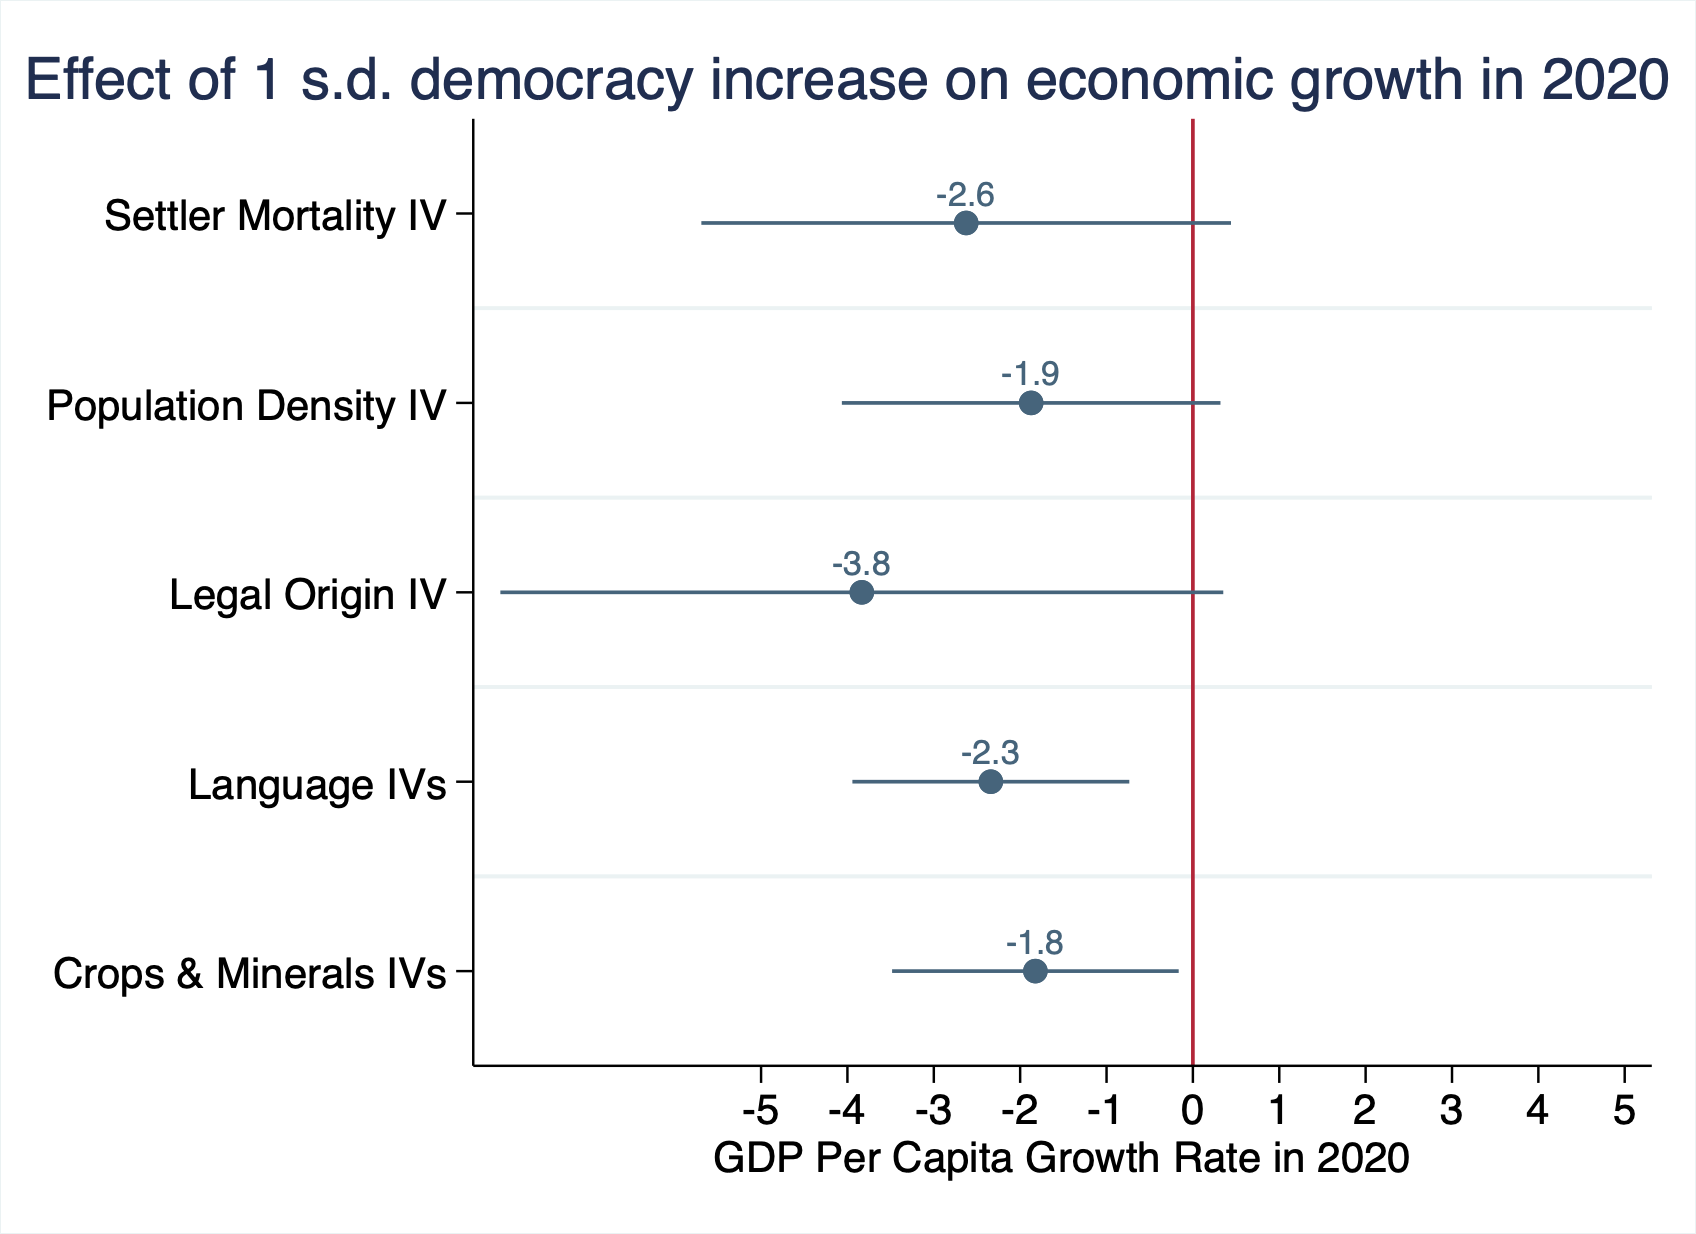 Effect of 1 s.d. democracy increase on economic growth in 2020
Settler Mortality IV
-2.6
Population Density IV
-1.9
Legal Origin IV
-3.8
Language IVs
-2.3
Crops & Minerals IVs
-1.8
-5 -4 -3 -2 -1 0 1 2 3 4 5
GDP Per Capita Growth Rate in 2020